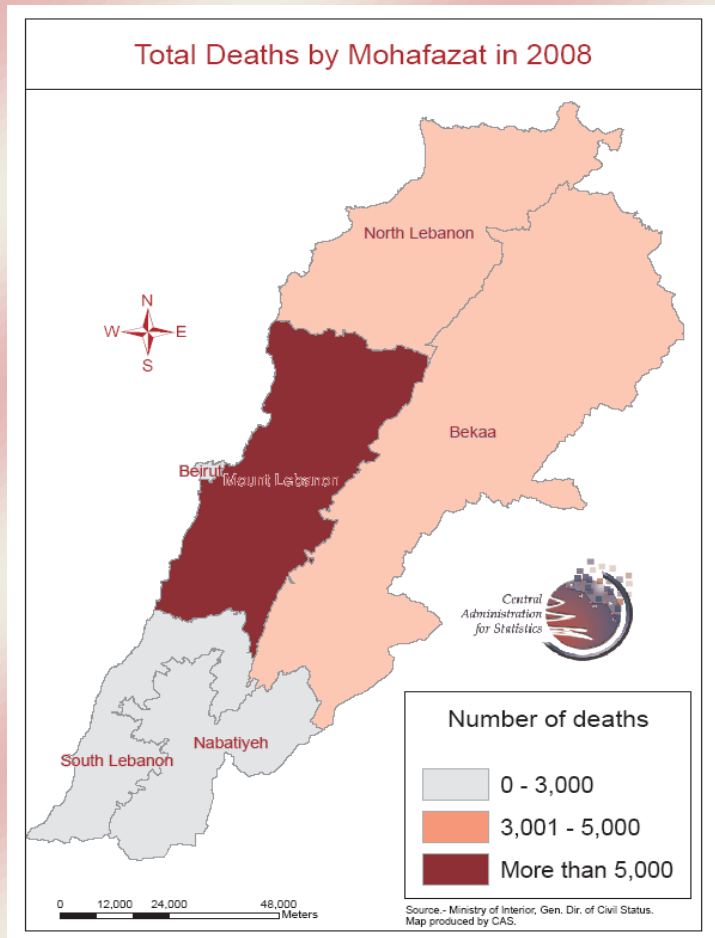 Total Deaths by Mohafazat in 2008
North Lebanon
N
W E
S
Bekaa
Beirut
Mount Lebanon
Central
Administration
for Statistics
Number of deaths
Nabatiyeh
South Lebanon
0 - 3,000
3,001 - 5,000
More than 5,000
0 12,000 24,000 48,000
Meters
Source.- Ministry of Interior, Gen. Dir. of Civil Status.
Map produced by CAS.